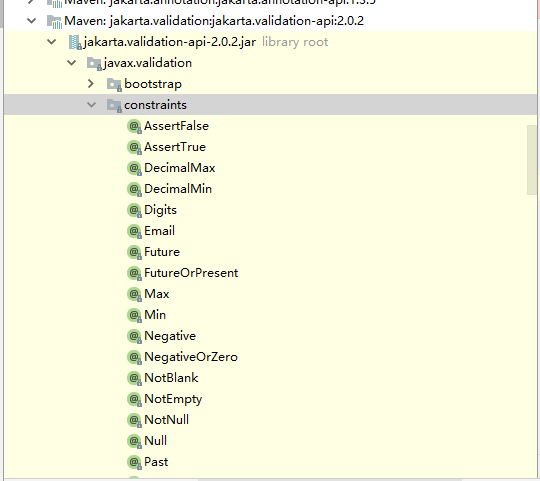 Maven: jakarta.annotation:jakarta.annotation-api:1.3.5
Maven: jakarta.validation:jakarta.validation-api:2.0.2
jakarta.validation-api-2.0.2.jar library root
javax.validation
bootstrap
constraints
@ AssertFalse
@ AssertTrue
@ DecimalMax
@ DecimalMin
@ Digits
@ Email
@ Future
@ FutureOrPresent
@ Max
@ Min
@ Negative
@ NegativeOrZero
@ NotBlank
@ NotEmpty
@ NotNull
@ Null
@ Past